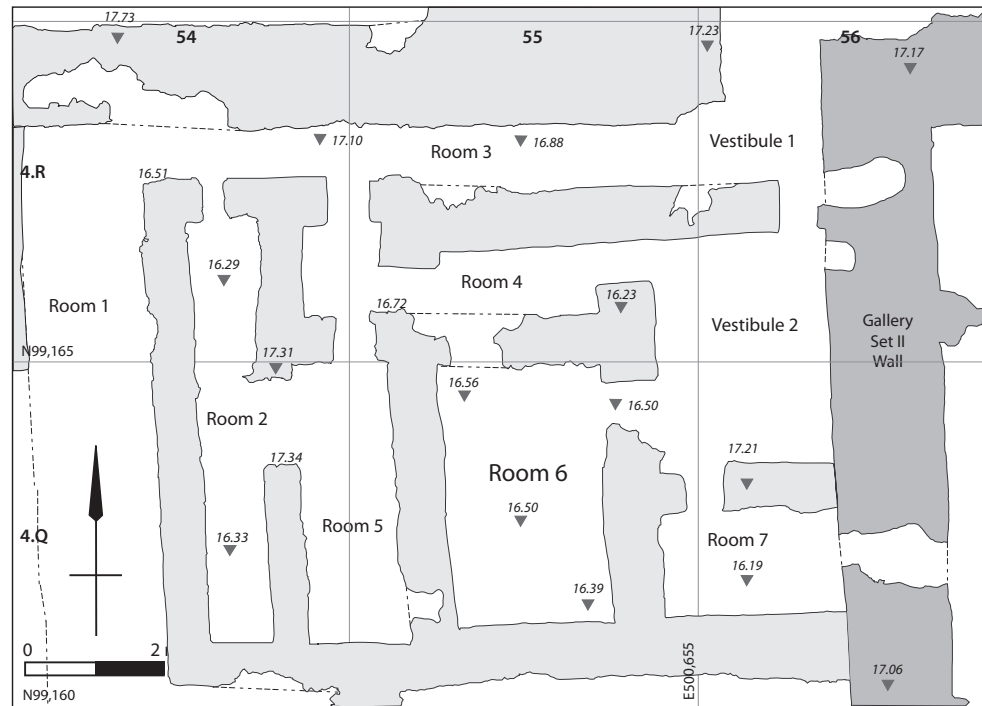 17.73
54
55
17.23
56
17.17
17.10
16.88
Room 3
Vestibule 1
4.R
16.51
16.29
Room 4
16.23
Room 1
16.72
Vestibule 2
Gallery
Set II
Wall
N99,165
17.31
16.56
16.50
Room 2
17.34
17.21
Room 6
16.50
Room 5
4.Q
16.33
Room 7
16.19
16.39
0
2
E500,655
17.06
N99,160